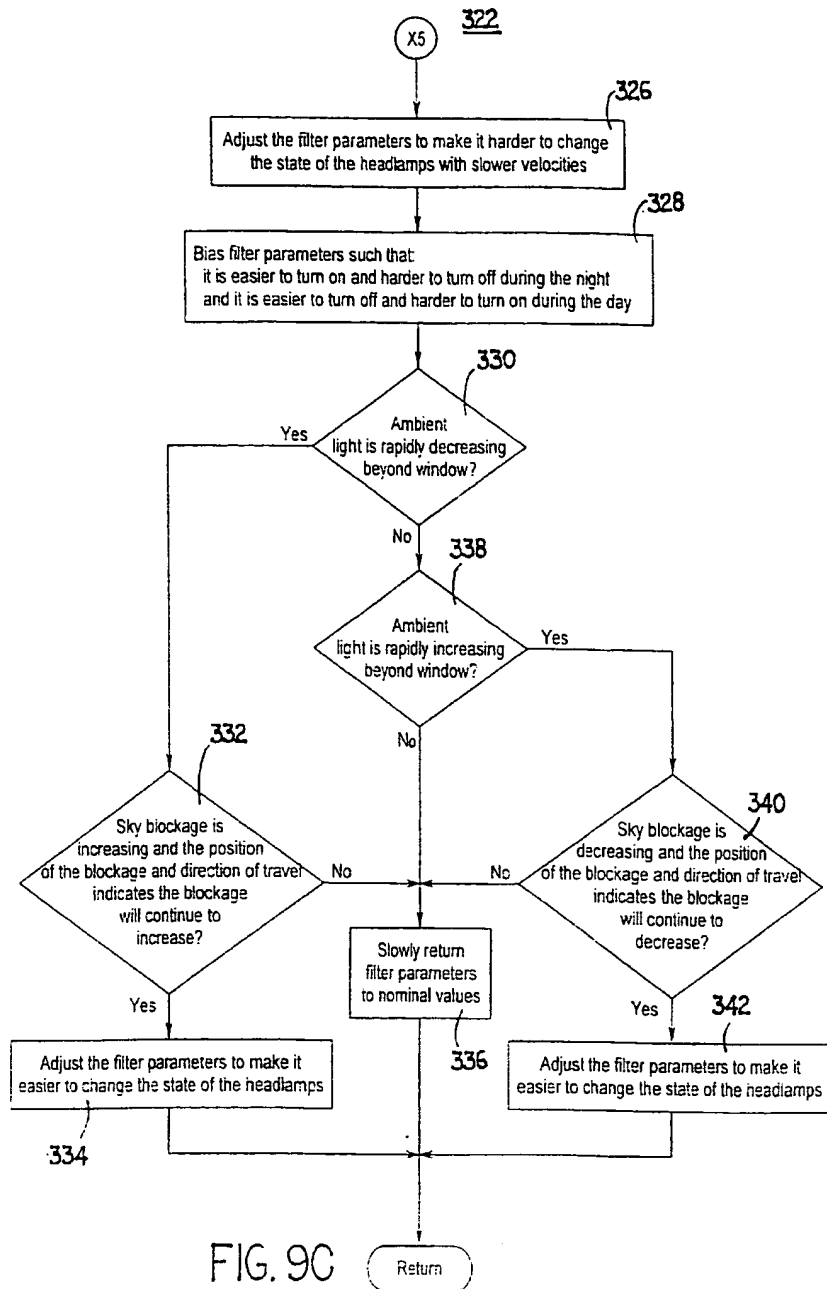 322
X5
326
Adjust the filter parameters to make it harder to change
the state of the headlamps with slower velocities
328
Bias filter parameters such that:
it is easier to turn on and harder to turn off during the night
and it is easier to turn off and harder to turn on during the day
330
Ambient
light is rapidly decreasing
beyond window?
Yes
No
338
Ambient
light is rapidly increasing
beyond window?
Yes
No
332
Sky blockage is
increasing and the position
of the blockage and direction of travel
indicates the blockage
will continue to
increase?
No
Yes
340
Sky blockage is
decreasing and the position
of the blockage and direction of travel
indicates the blockage
will continue to
decrease?
No
Yes
Slowly return
filter parameters
to nominal values
336
334
Adjust the filter parameters to make it
easier to change the state of the headlamps
342
Adjust the filter parameters to make it
easier to change the state of the headlamps
FIG. 9C
Return